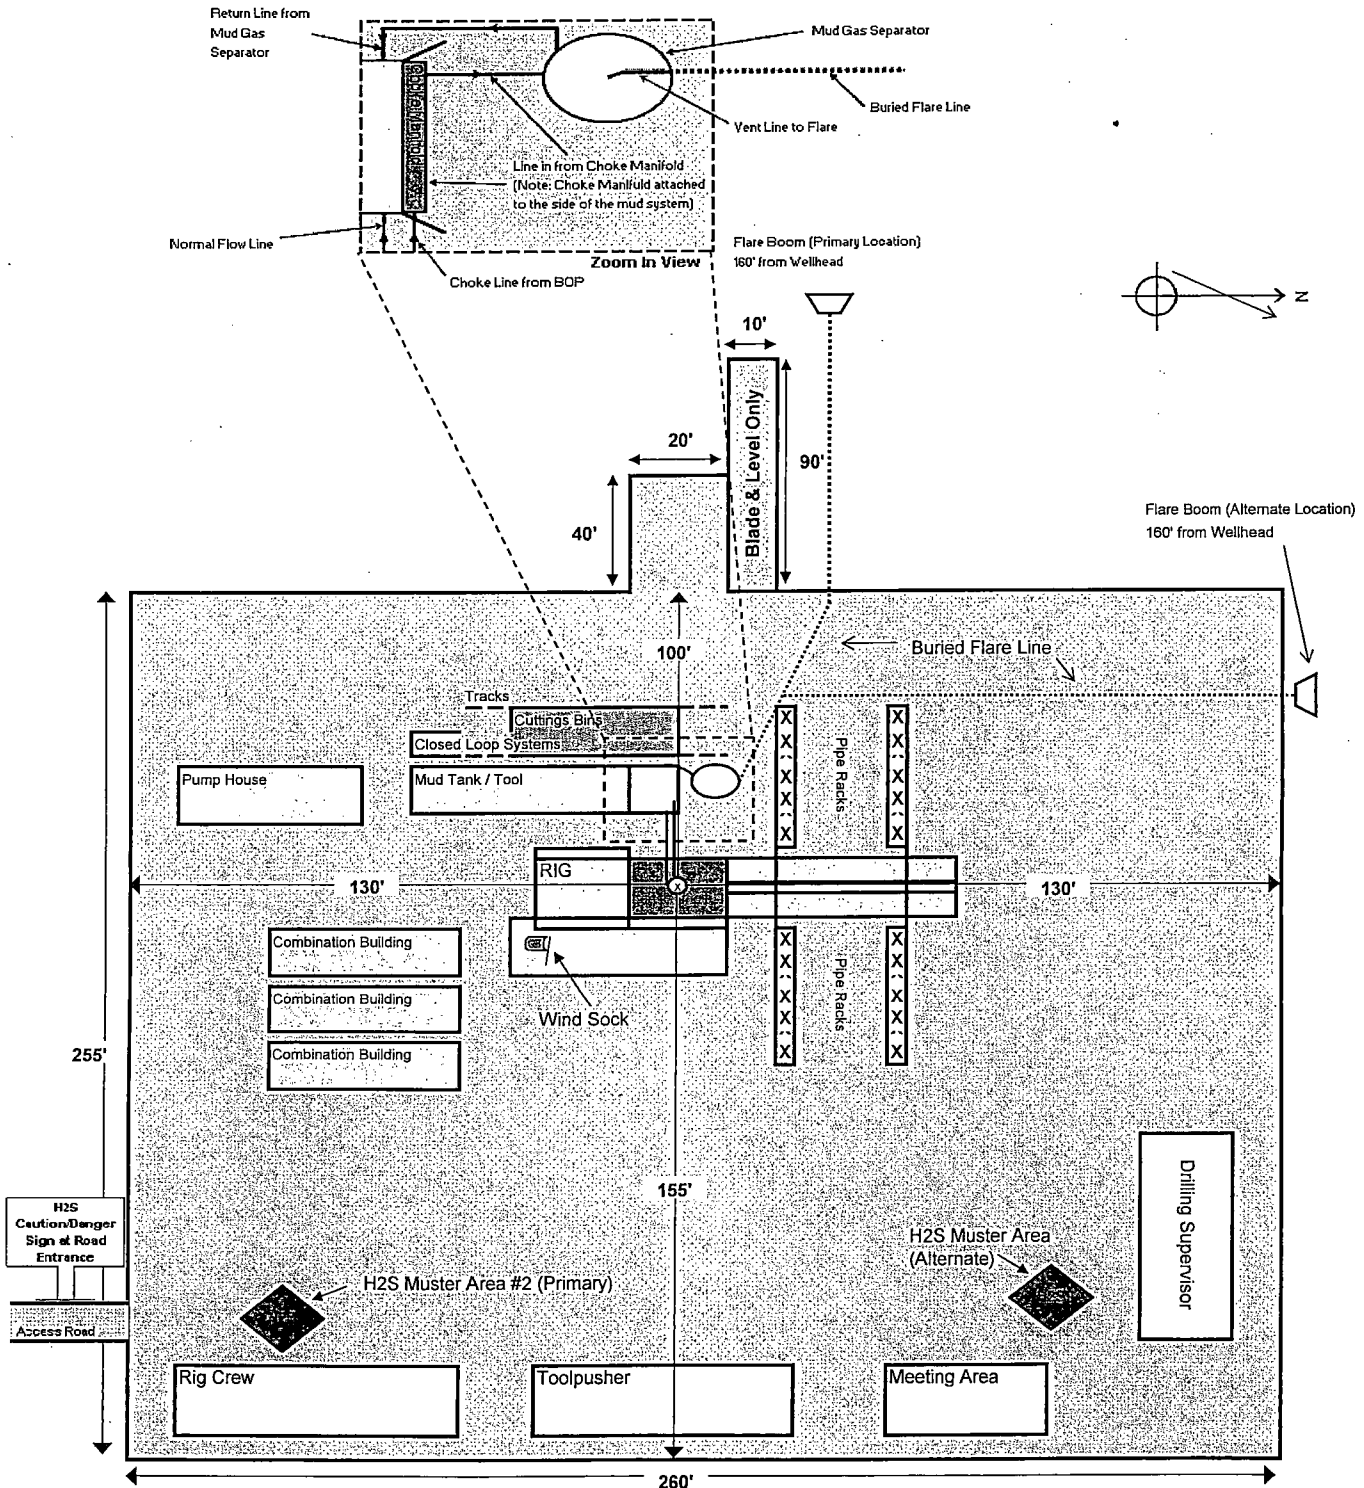 Return Line from
Mud Gas
Separator
Mud Gas Separator
Buried Flare Line
Vent Line to Flare
Choke Manifold
Line in from Choke Manifold
(Note: Choke Manifuld attached
to the side of the mud system)
Normal Flow Line
Zoom In View
Choke Line from BOP
Flare Boom (Primary Location)
160' from Wellhead
N
10'
Blade & Level Only
90'
20'
40'
Flare Boom (Alternate Location)
160' from Wellhead
100'
Buried Flare Line
Tracks
Cuttings Bins
Closed Loop Systems
Pump House
Mud Tank / Tool
Pipe Racks
X
X
X
X
X
X
X
X
X
X
RIG
130'
X
130'
Combination Building
Combination Building
Combination Building
Wind Sock
Pipe Racks
X
X
X
X
X
X
X
X
X
X
255'
155'
Drilling Supervisor
H2S
Caution/Danger
Sign at Road
Entrance
H2S Muster Area
(Alternate)
H2S Muster Area #2 (Primary)
Access Road
Rig Crew
Toolpusher
Meeting Area
260'